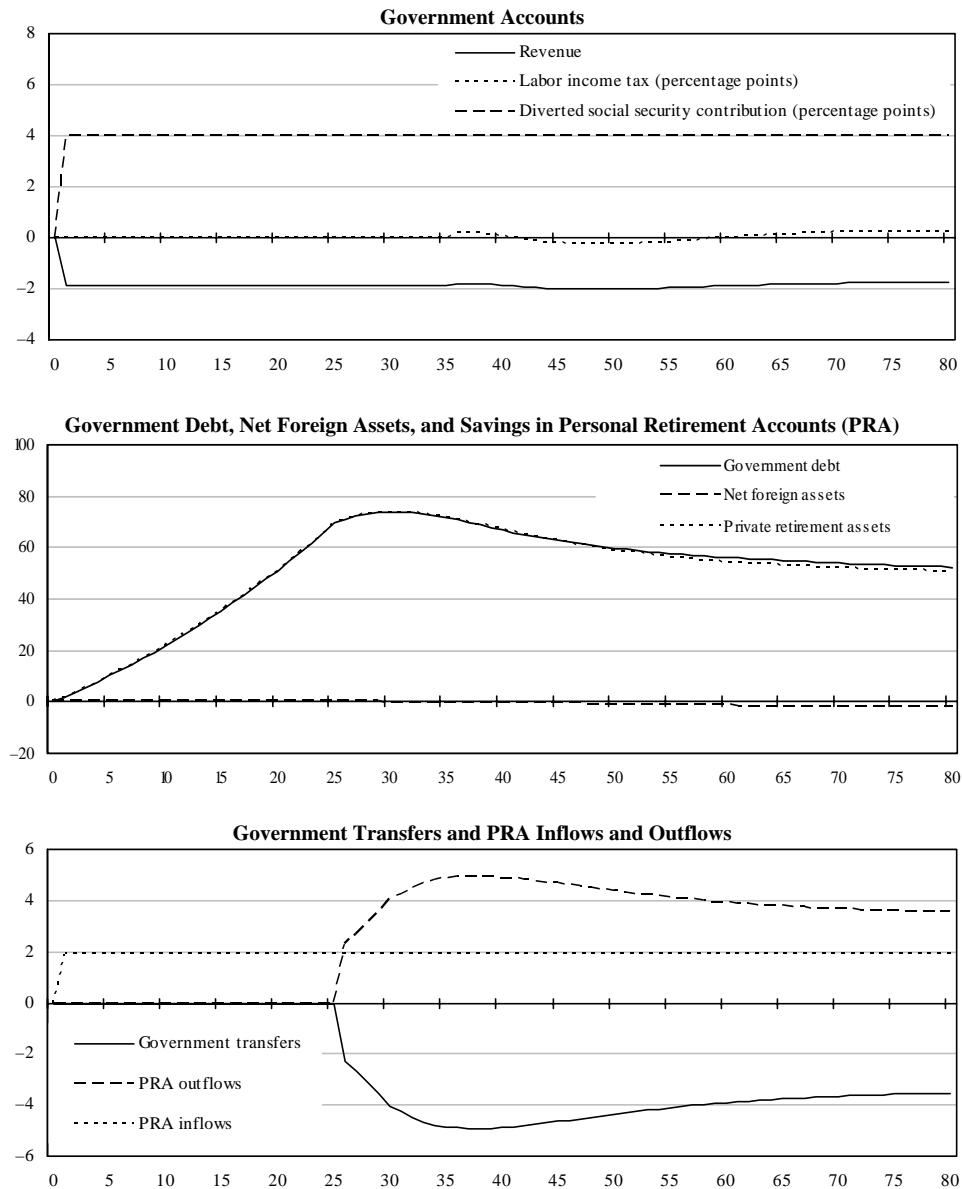 Government Accounts
8
Revenue
6
Labor income tax (percentage points)
Diverted social security contribution (percentage points)
4
2
0
–2
–4
0 5 10 15 20 25 30 35 40 45 50 55 60 65 70 75 80
Government Debt, Net Foreign Assets, and Savings in Personal Retirement Accounts (PRA)
100
Government debt
80
Net foreign assets
Private retirement assets
60
40
20
0
–20
0 5 10 15 20 25 30 35 40 45 50 55 60 65 70 75 80
Government Transfers and PRA Inflows and Outflows
6
4
2
0
Government transfers
–2
PRA outflows
–4
PRA inflows
–6
0 5 10 15 20 25 30 35 40 45 50 55 60 65 70 75 80